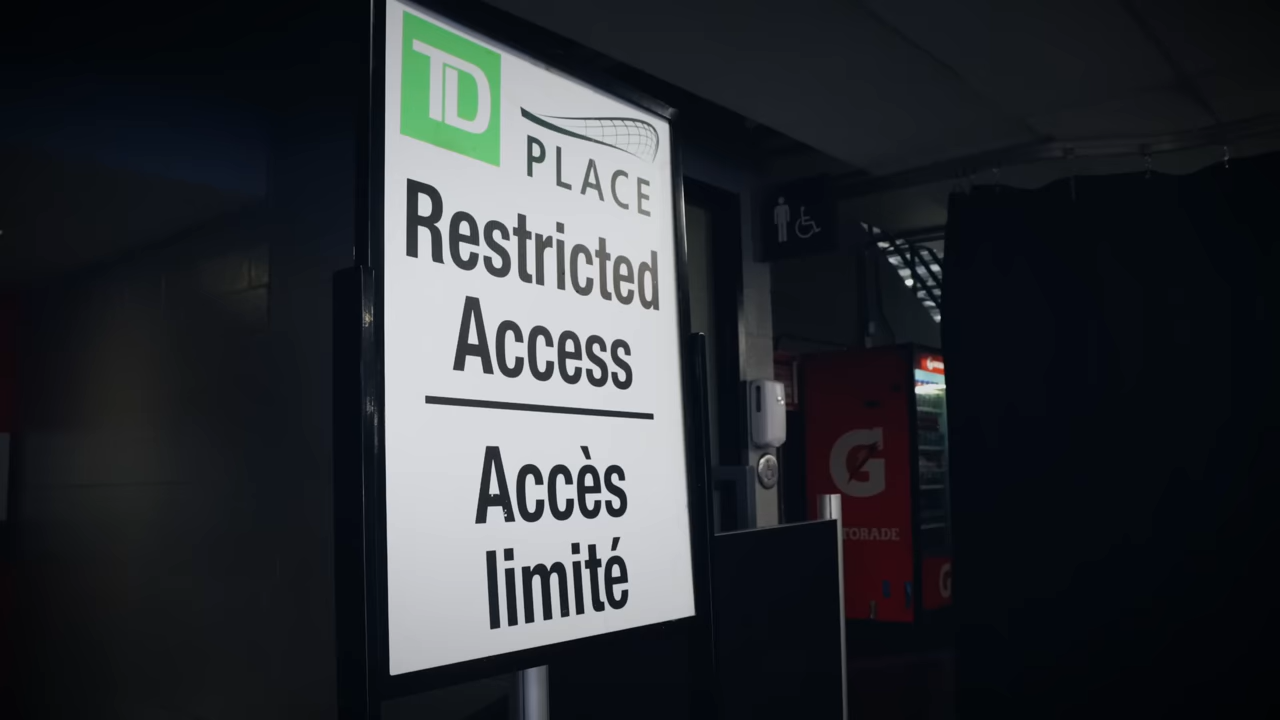 TD
PLACE
Restricted
Access
Accès
limité
G
TORADE
G